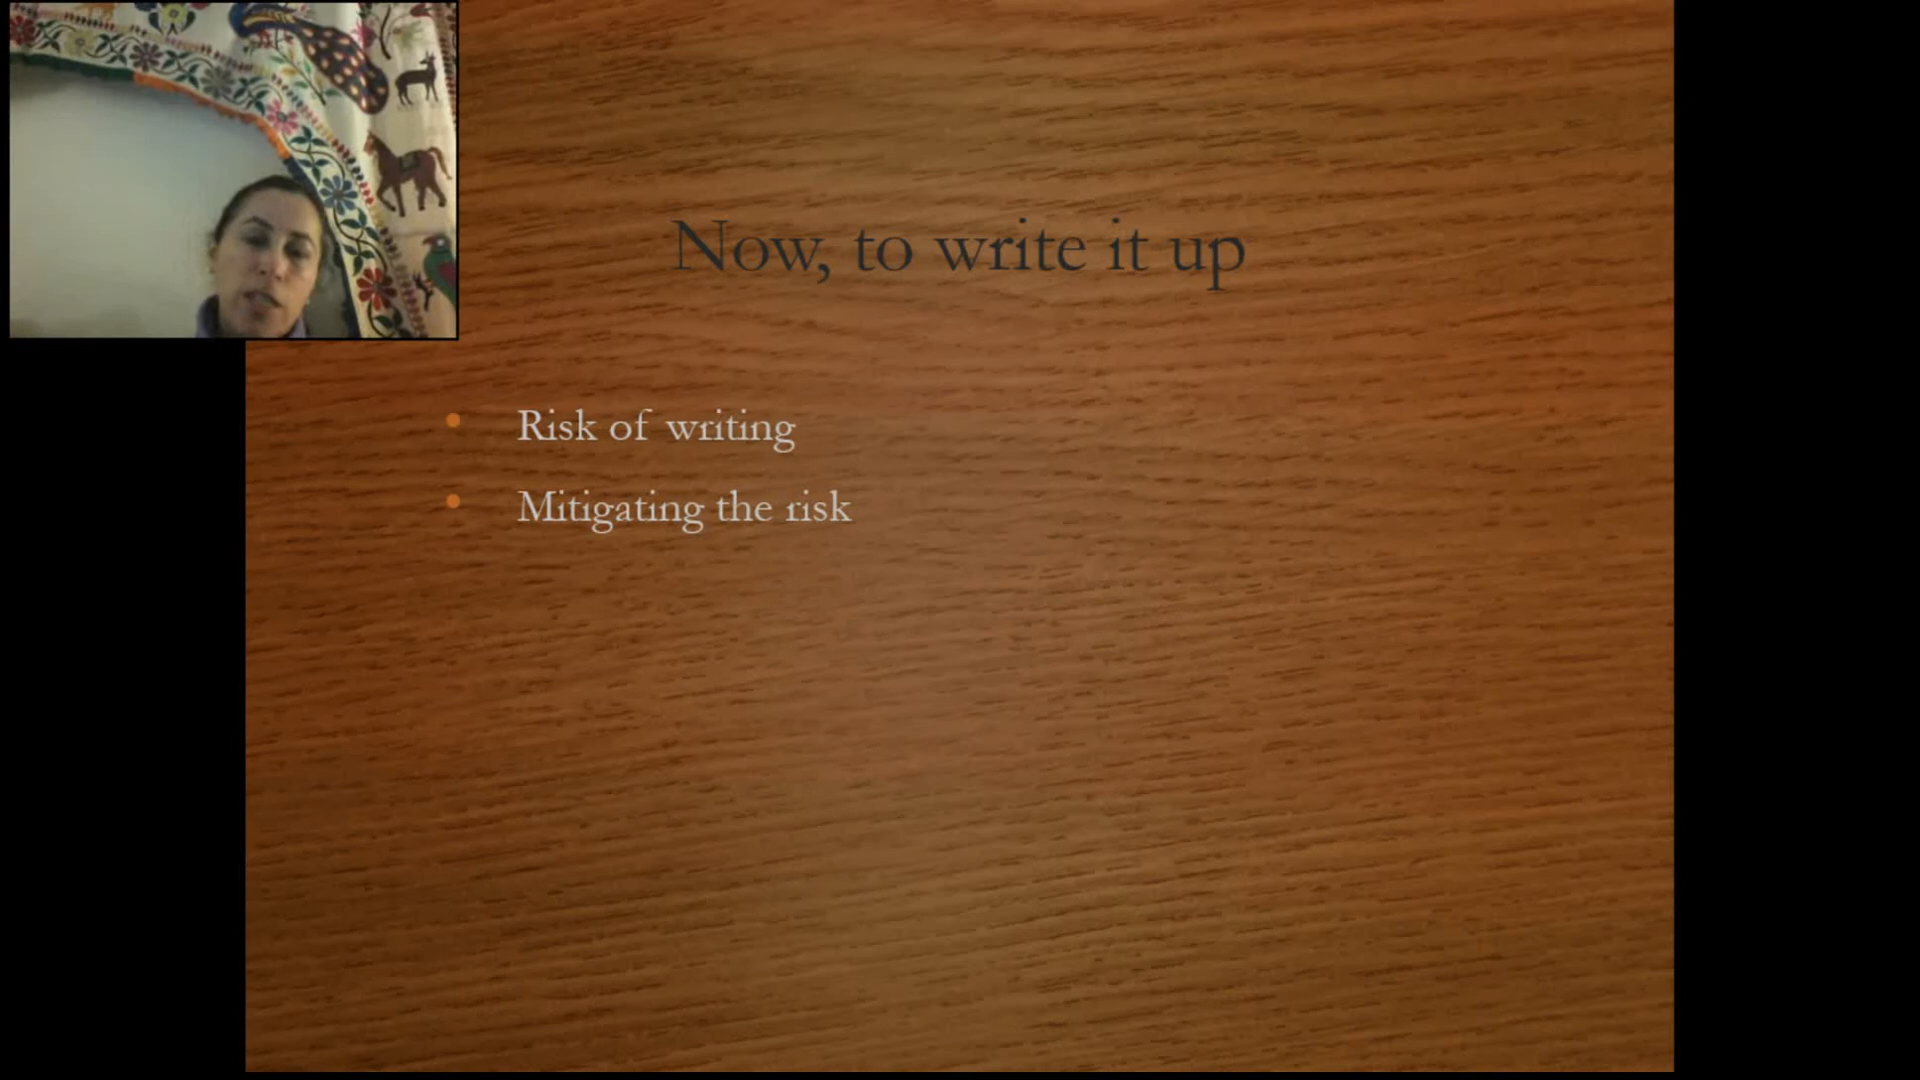 Now, to write it up
Risk of writing
Mitigating the risk